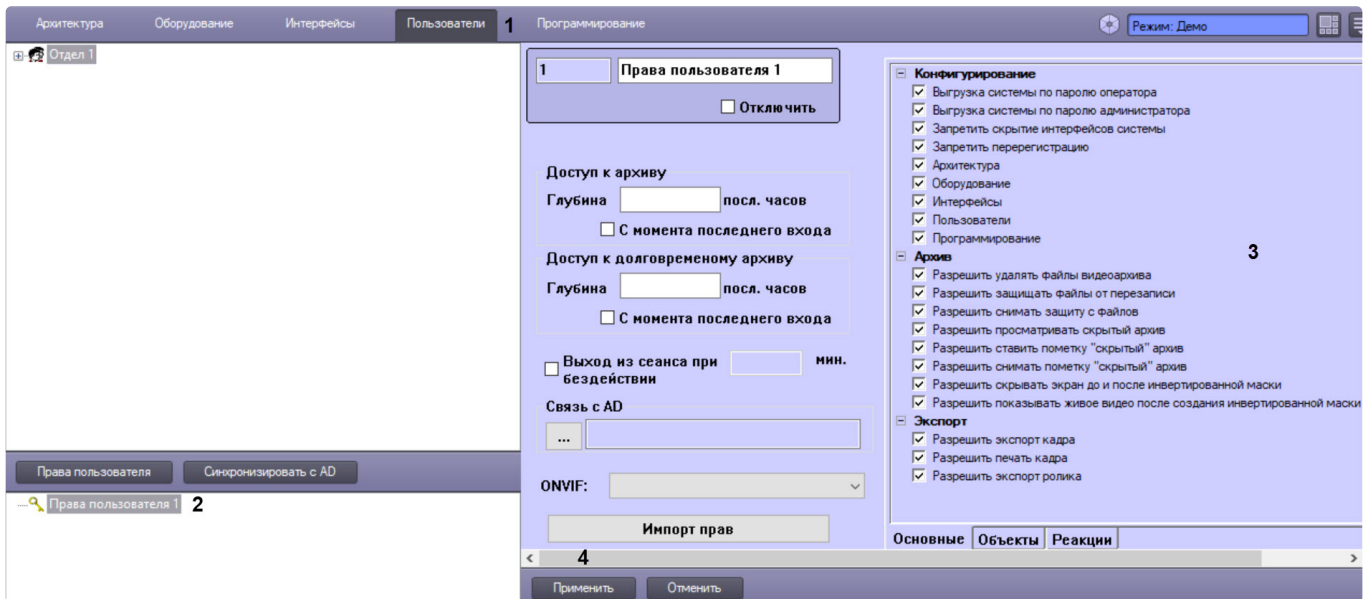 Архитектура Оборудование Интерфейсы Пользователи 1 Программирование Режим: Демо
Отдел 1
1 Права пользователя 1
Отключить
Доступ к архиву
Глубина посл. часов
С момента последнего входа
Доступ к долговременому архиву
Глубина посл. часов
С момента последнего входа
Выход из сеанса при мин.
бездействии
Связь с AD
...
ONVIF:
Импорт прав
4
Конфигурирование
Выгрузка системы по паролю оператора
Выгрузка системы по паролю администратора
Запретить скрытие интерфейсов системы
Запретить перерегистрацию
Архитектура
Оборудование
Интерфейсы
Пользователи
Программирование
3
Архив
Разрешить удалять файлы видеоархива
Разрешить защищать файлы от перезаписи
Разрешить снимать защиту с файлов
Разрешить просматривать скрытый архив
Разрешить ставить пометку "скрытый" архив
Разрешить снимать пометку "скрытый" архив
Разрешить скрывать экран до и после инвертированной маски
Разрешить показывать живое видео после создания инвертированной маски
Экспорт
Разрешить экспорт кадра
Разрешить печать кадра
Разрешить экспорт ролика
Основные Объекты Реакции
Права пользователя Синхронизировать с AD
Права пользователя 1 2
Применить Отменить